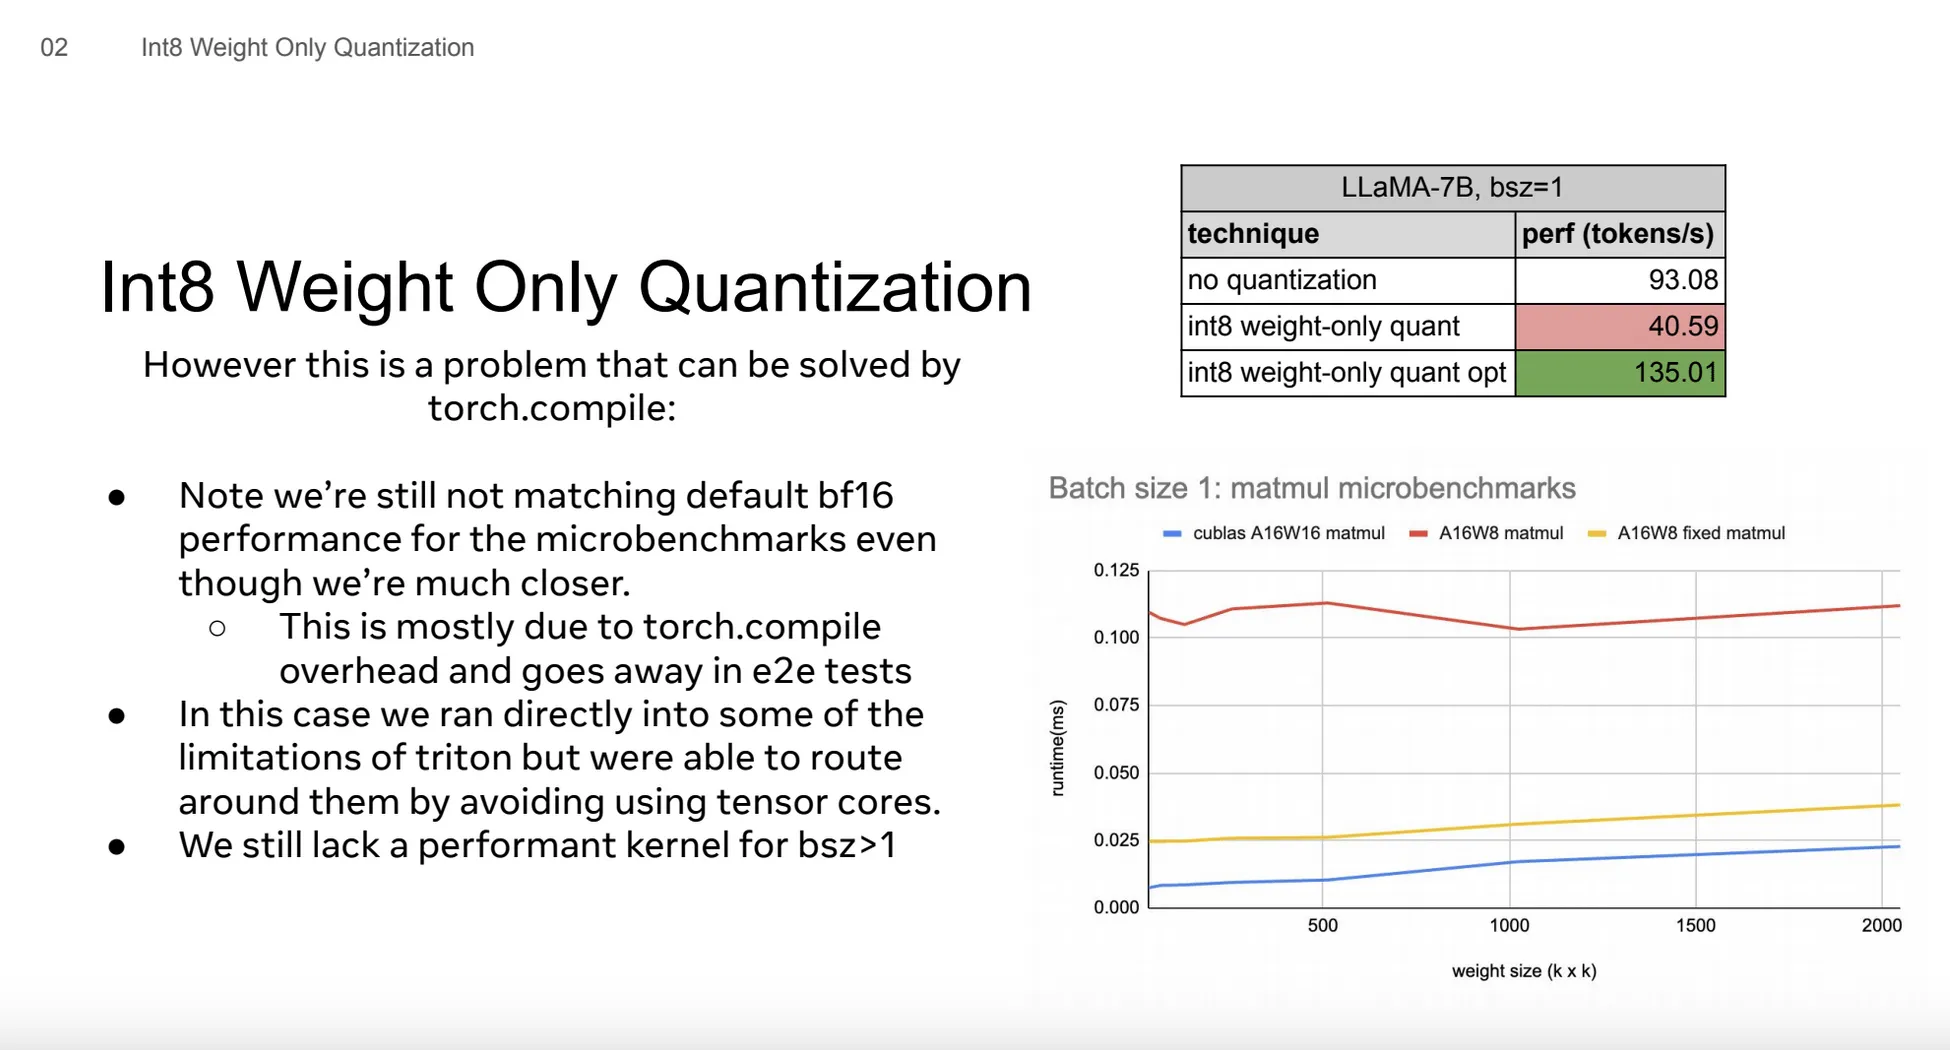 02 Int8 Weight Only Quantization
Int8 Weight Only Quantization
However this is a problem that can be solved by
torch.compile:
● Note we’re still not matching default bf16
performance for the microbenchmarks even
though we’re much closer.
○ This is mostly due to torch.compile
overhead and goes away in e2e tests
● In this case we ran directly into some of the
limitations of triton but were able to route
around them by avoiding using tensor cores.
● We still lack a performant kernel for bsz>1
LLaMA-7B, bsz=1
technique perf (tokens/s)
no quantization 93.08
int8 weight-only quant 40.59
int8 weight-only quant opt 135.01
Batch size 1: matmul microbenchmarks
cublas A16W16 matmul A16W8 matmul A16W8 fixed matmul
0.125
0.100
0.075
0.050
0.025
0.000
runtime(ms)
500 1000 1500 2000
weight size (k x k)